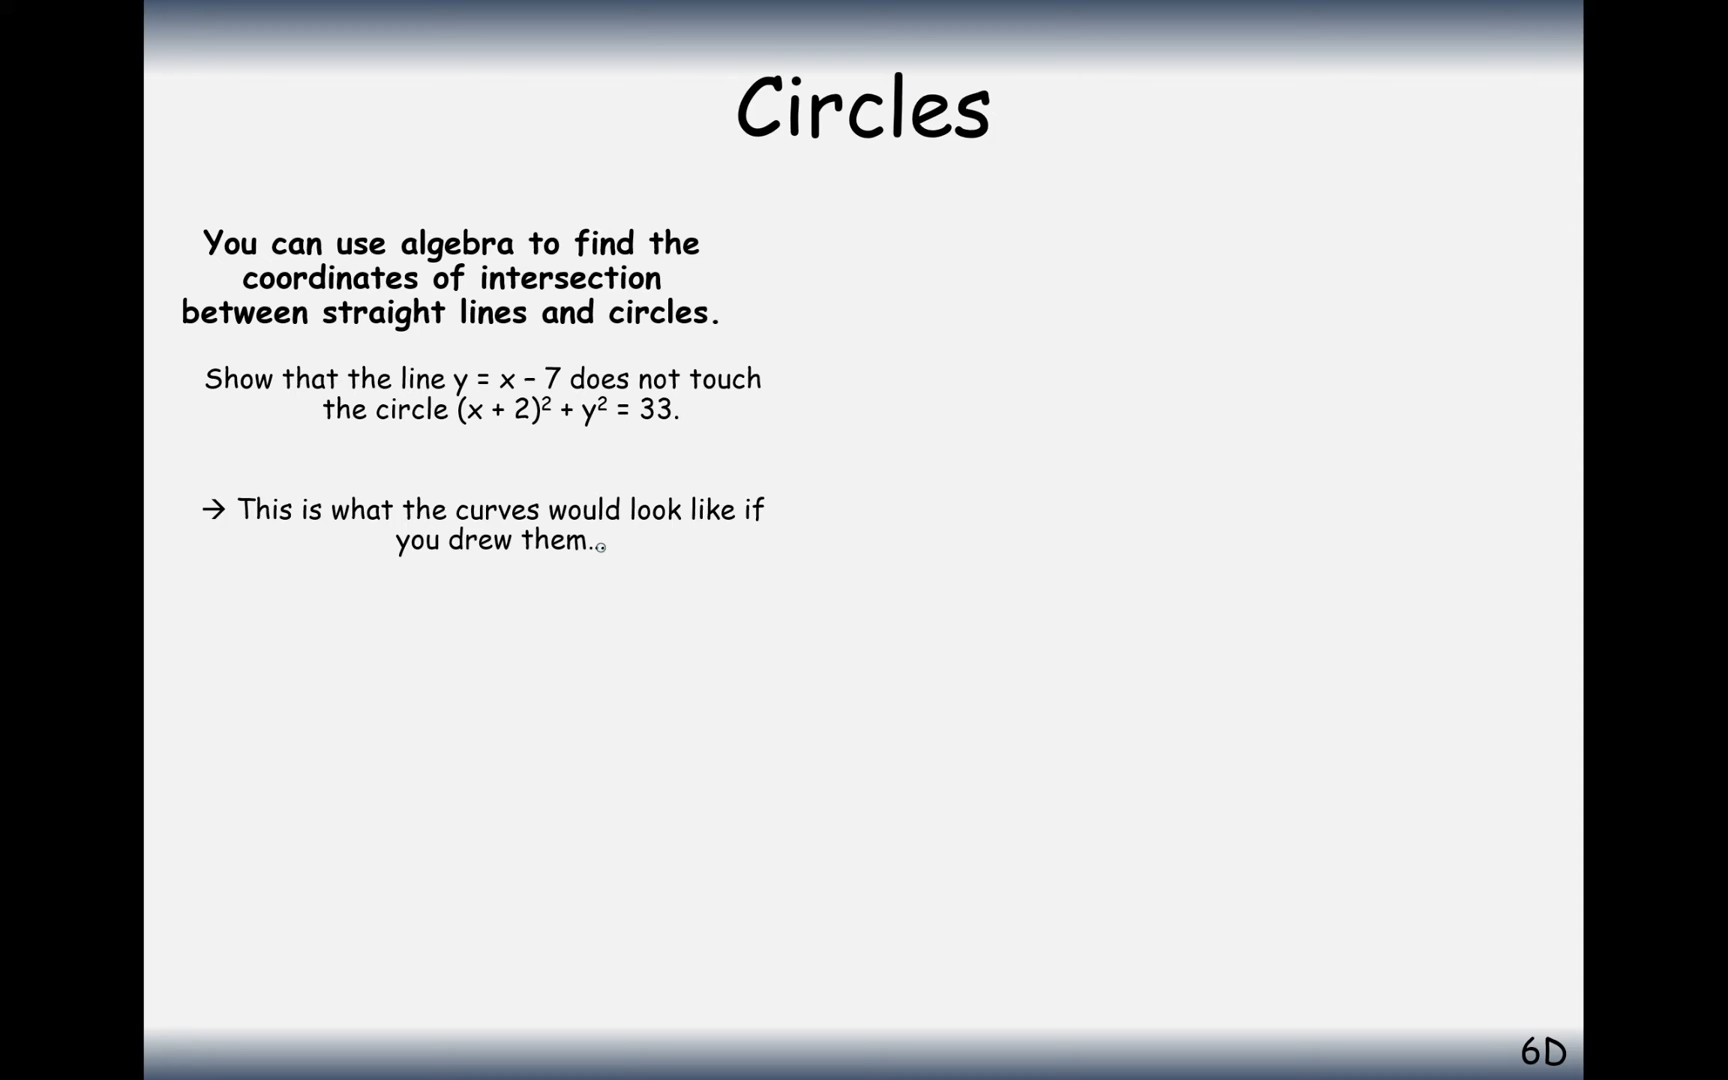 Circles
You can use algebra to find the
coordinates of intersection
between straight lines and circles.
Show that the line y = x – 7 does not touch
the circle (x + 2)² + y² = 33.
→ This is what the curves would look like if
you drew them..
6D